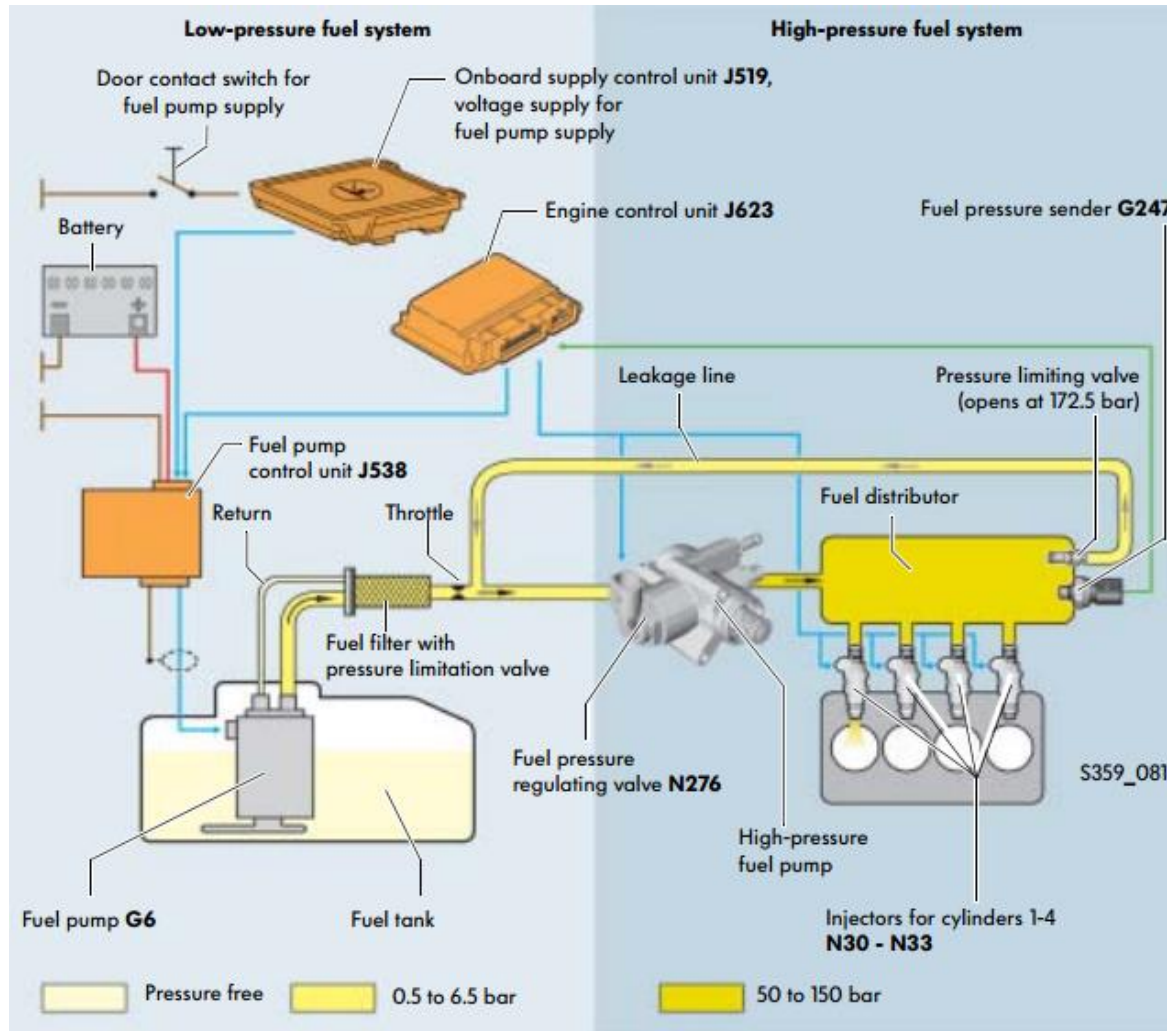 Low-pressure fuel system
High-pressure fuel system
Door contact switch for
fuel pump supply
Onboard supply control unit J519,
voltage supply for
fuel pump supply
Engine control unit J623
Fuel pressure sender G247
Battery
Leakage line
Pressure limiting valve
(opens at 172.5 bar)
Fuel pump
control unit J538
Return
Throttle
Fuel distributor
Fuel filter with
pressure limitation valve
Fuel pressure
regulating valve N276
S359_081
High-pressure
fuel pump
Fuel pump G6
Fuel tank
Injectors for cylinders 1-4
N30 - N33
Pressure free
0.5 to 6.5 bar
50 to 150 bar